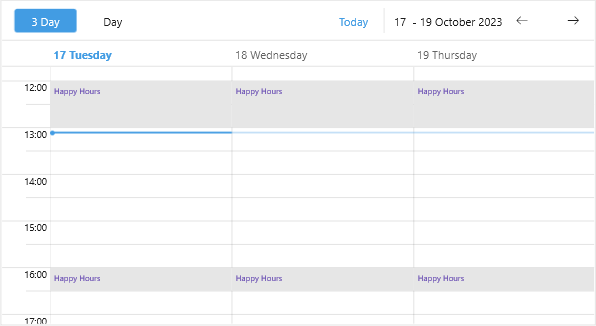 3 Day Day Today 17 - 19 October 2023
17 Tuesday 18 Wednesday 19 Thursday
12:00 Happy Hours Happy Hours Happy Hours
13:00
14:00
15:00
16:00 Happy Hours Happy Hours Happy Hours
17:00